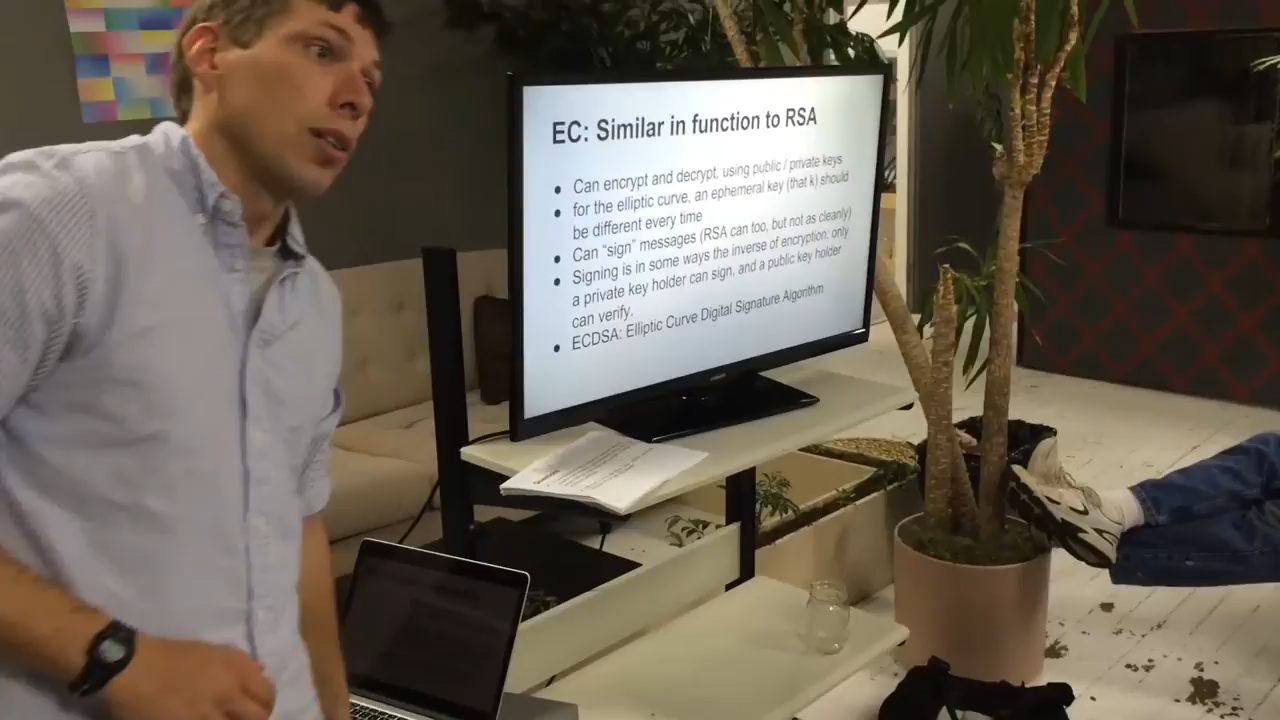 EC: Similar in function to RSA
Can encrypt and decrypt, using public / private keys
for the elliptic curve, an ephemeral key (that k) should
be different every time
Can “sign” messages (RSA can too, but not as cleanly)
Signing is in some ways the inverse of encryption: only
a private key holder can sign, and a public key holder
can verify.
ECDSA: Elliptic Curve Digital Signature Algorithm